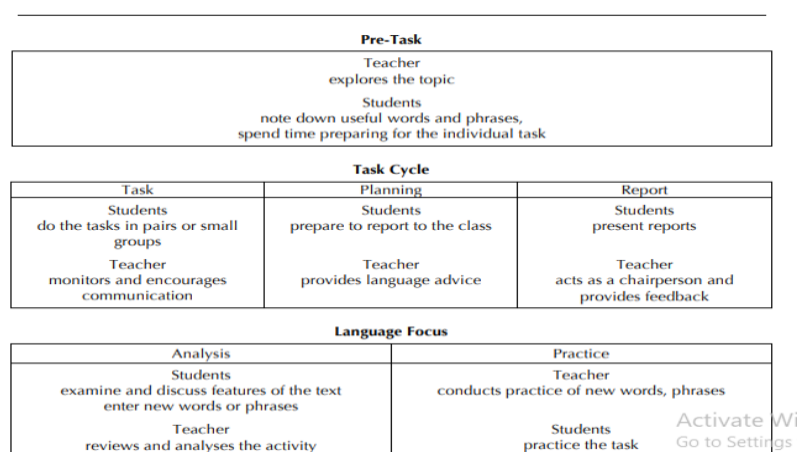 Pre-Task
Teacher
explores the topic
Students
note down useful words and phrases,
spend time preparing for the individual task
Task Cycle
Task
Students
do the tasks in pairs or small
groups
Teacher
monitors and encourages
communication
Planning
Students
prepare to report to the class
Teacher
provides language advice
Report
Students
present reports
Teacher
acts as a chairperson and
provides feedback
Language Focus
Analysis
Students
examine and discuss features of the text
enter new words or phrases
Teacher
reviews and analyses the activity
Practice
Teacher
conducts practice of new words, phrases
Students
practice the task
Activate Wi
Go to Settings